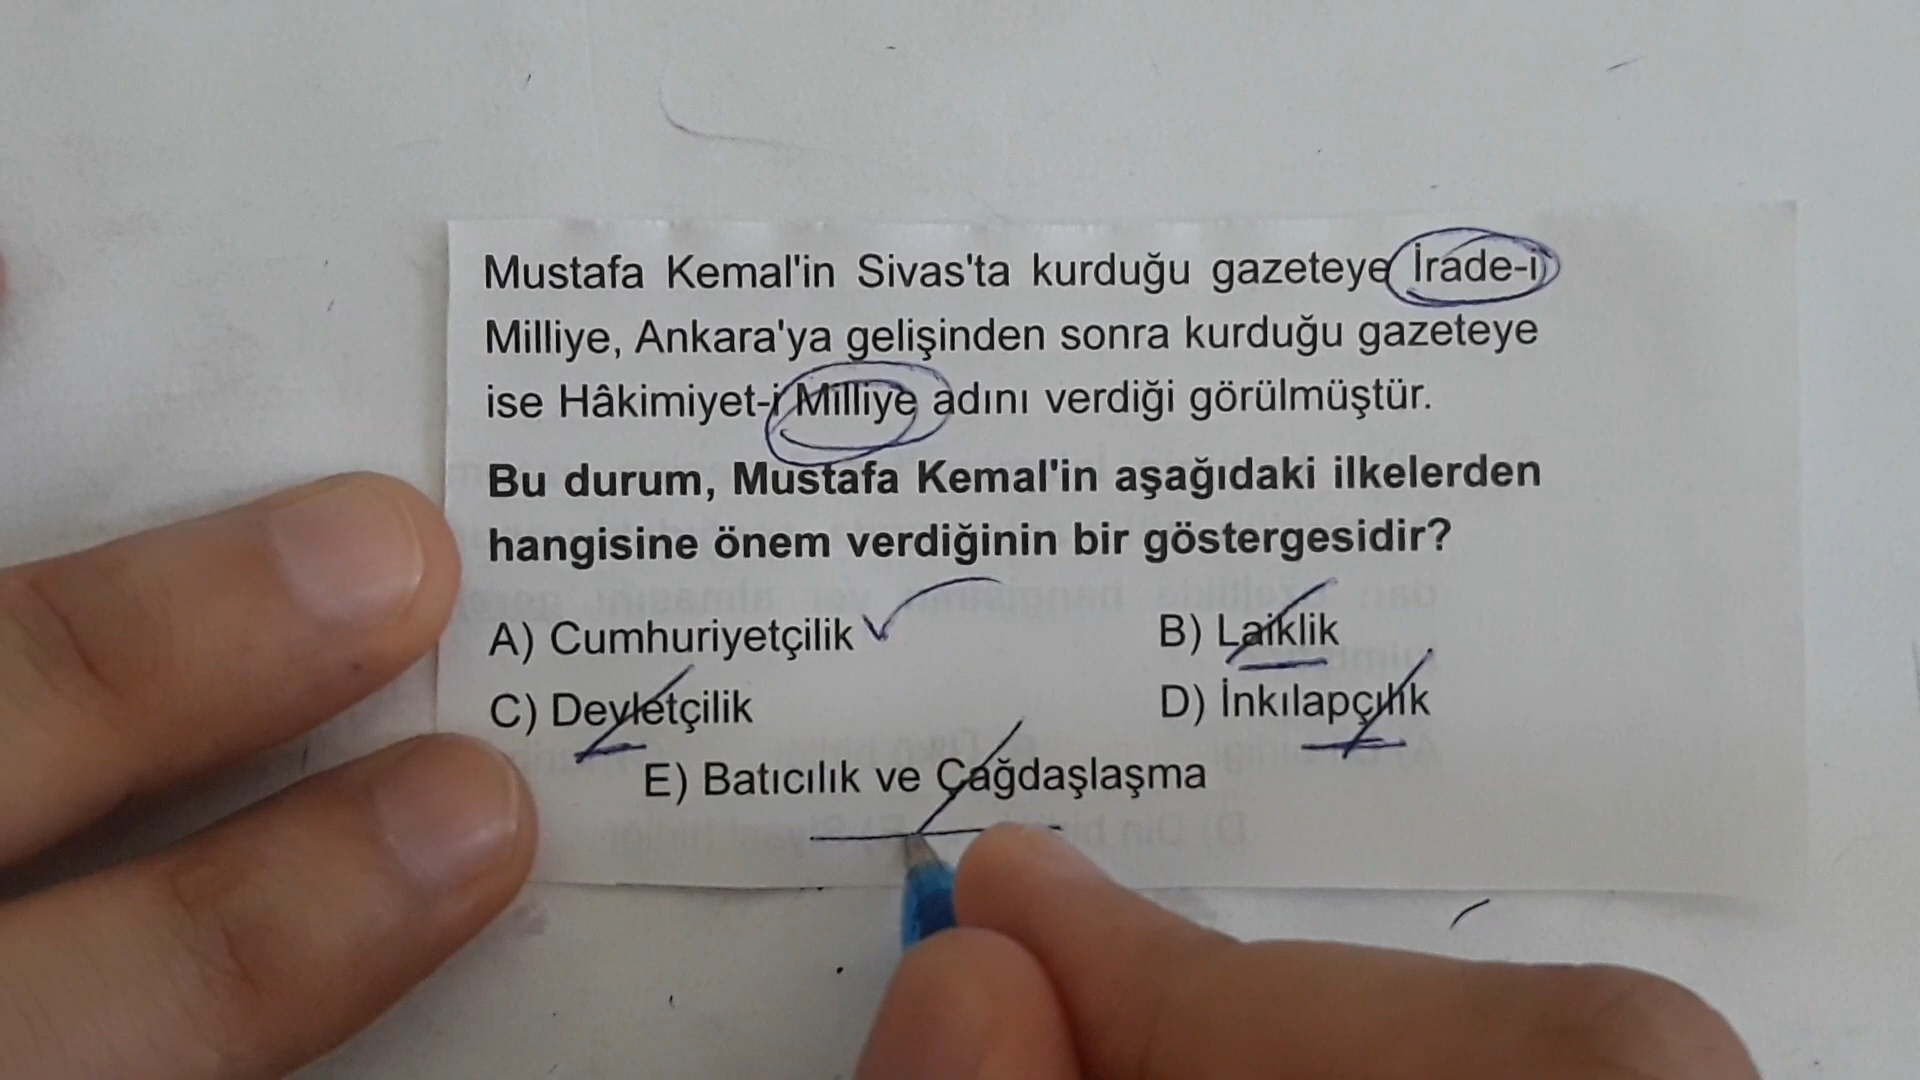 Mustafa Kemal'in Sivas'ta kurduğu gazeteye İrade-i
Milliye, Ankara'ya gelişinden sonra kurduğu gazeteye
ise Hâkimiyet-i Milliye adını verdiği görülmüştür.
Bu durum, Mustafa Kemal'in aşağıdaki ilkelerden
hangisine önem verdiğinin bir göstergesidir?
A) Cumhuriyetçilik B) Laiklik
C) Devletçilik D) İnkılapçılık
E) Batıcılık ve Çağdaşlaşma